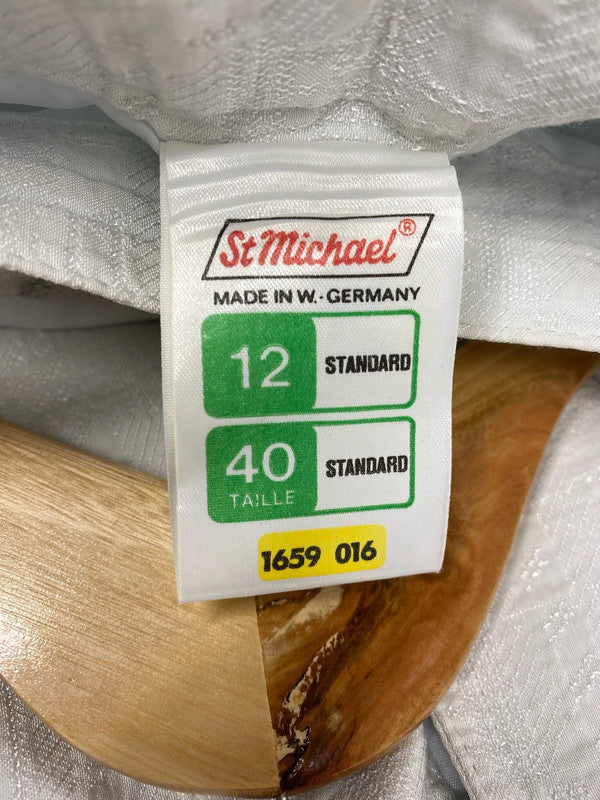 St Michael®
MADE IN W.-GERMANY
12 STANDARD
40 STANDARD
TAILLE
1659 016